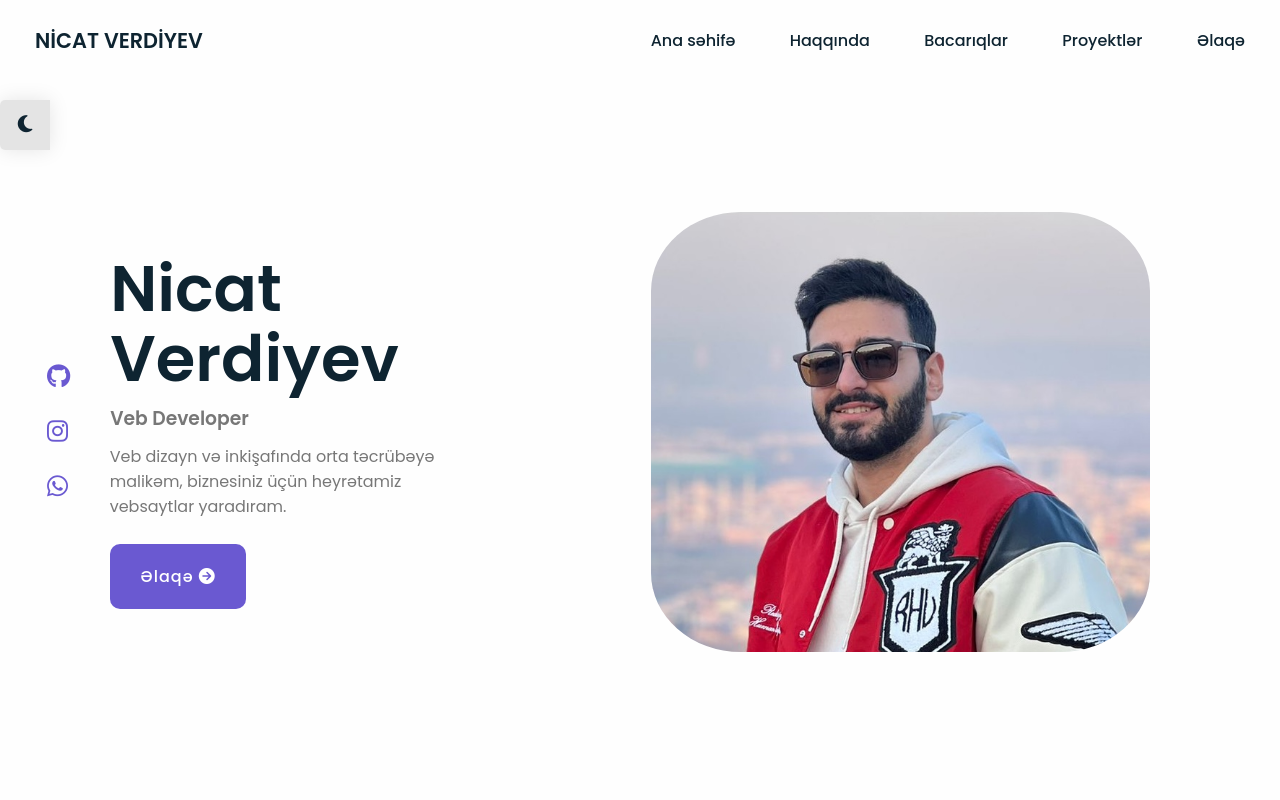 NİCAT VERDİYEV
Ana səhifə
Haqqında
Bacarıqlar
Proyektlər
Əlaqə
Nicat
Verdiyev
Veb Developer
Veb dizayn və inkişafında orta təcrübəyə
malikəm, biznesiniz üçün heyrətamiz
vebsaytlar yaradıram.
Əlaqə
RHU